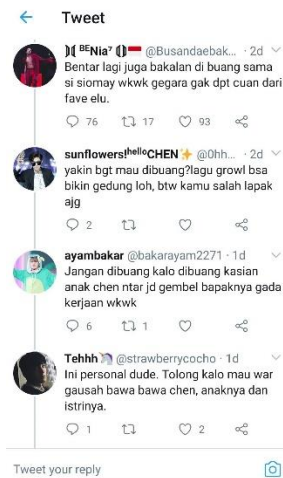 Tweet
ᴮᴱNia⁷ @Busandaebak... · 2d
Bentar lagi juga bakalan di buang sama
si siomay wkwk gegara gak dpt cuan dari
fave elu.
76 17 93
sunflowers!ʰᵉˡˡᵒCHEN✨ @0hh... · 2d
yakin bgt mau dibuang?lagu growl bsa
bikin gedung loh, btw kamu salah lapak
ajg
2
ayambakar @bakarayam2271 · 1d
Jangan dibuang kalo dibuang kasian
anak chen ntar jd gembel bapaknya gada
kerjaan wkwk
6 1
Tehhh @strawberrycocho · 1d
Ini personal dude. Tolong kalo mau war
gausah bawa bawa chen, anaknya dan
istrinya.
1 2
Tweet your reply